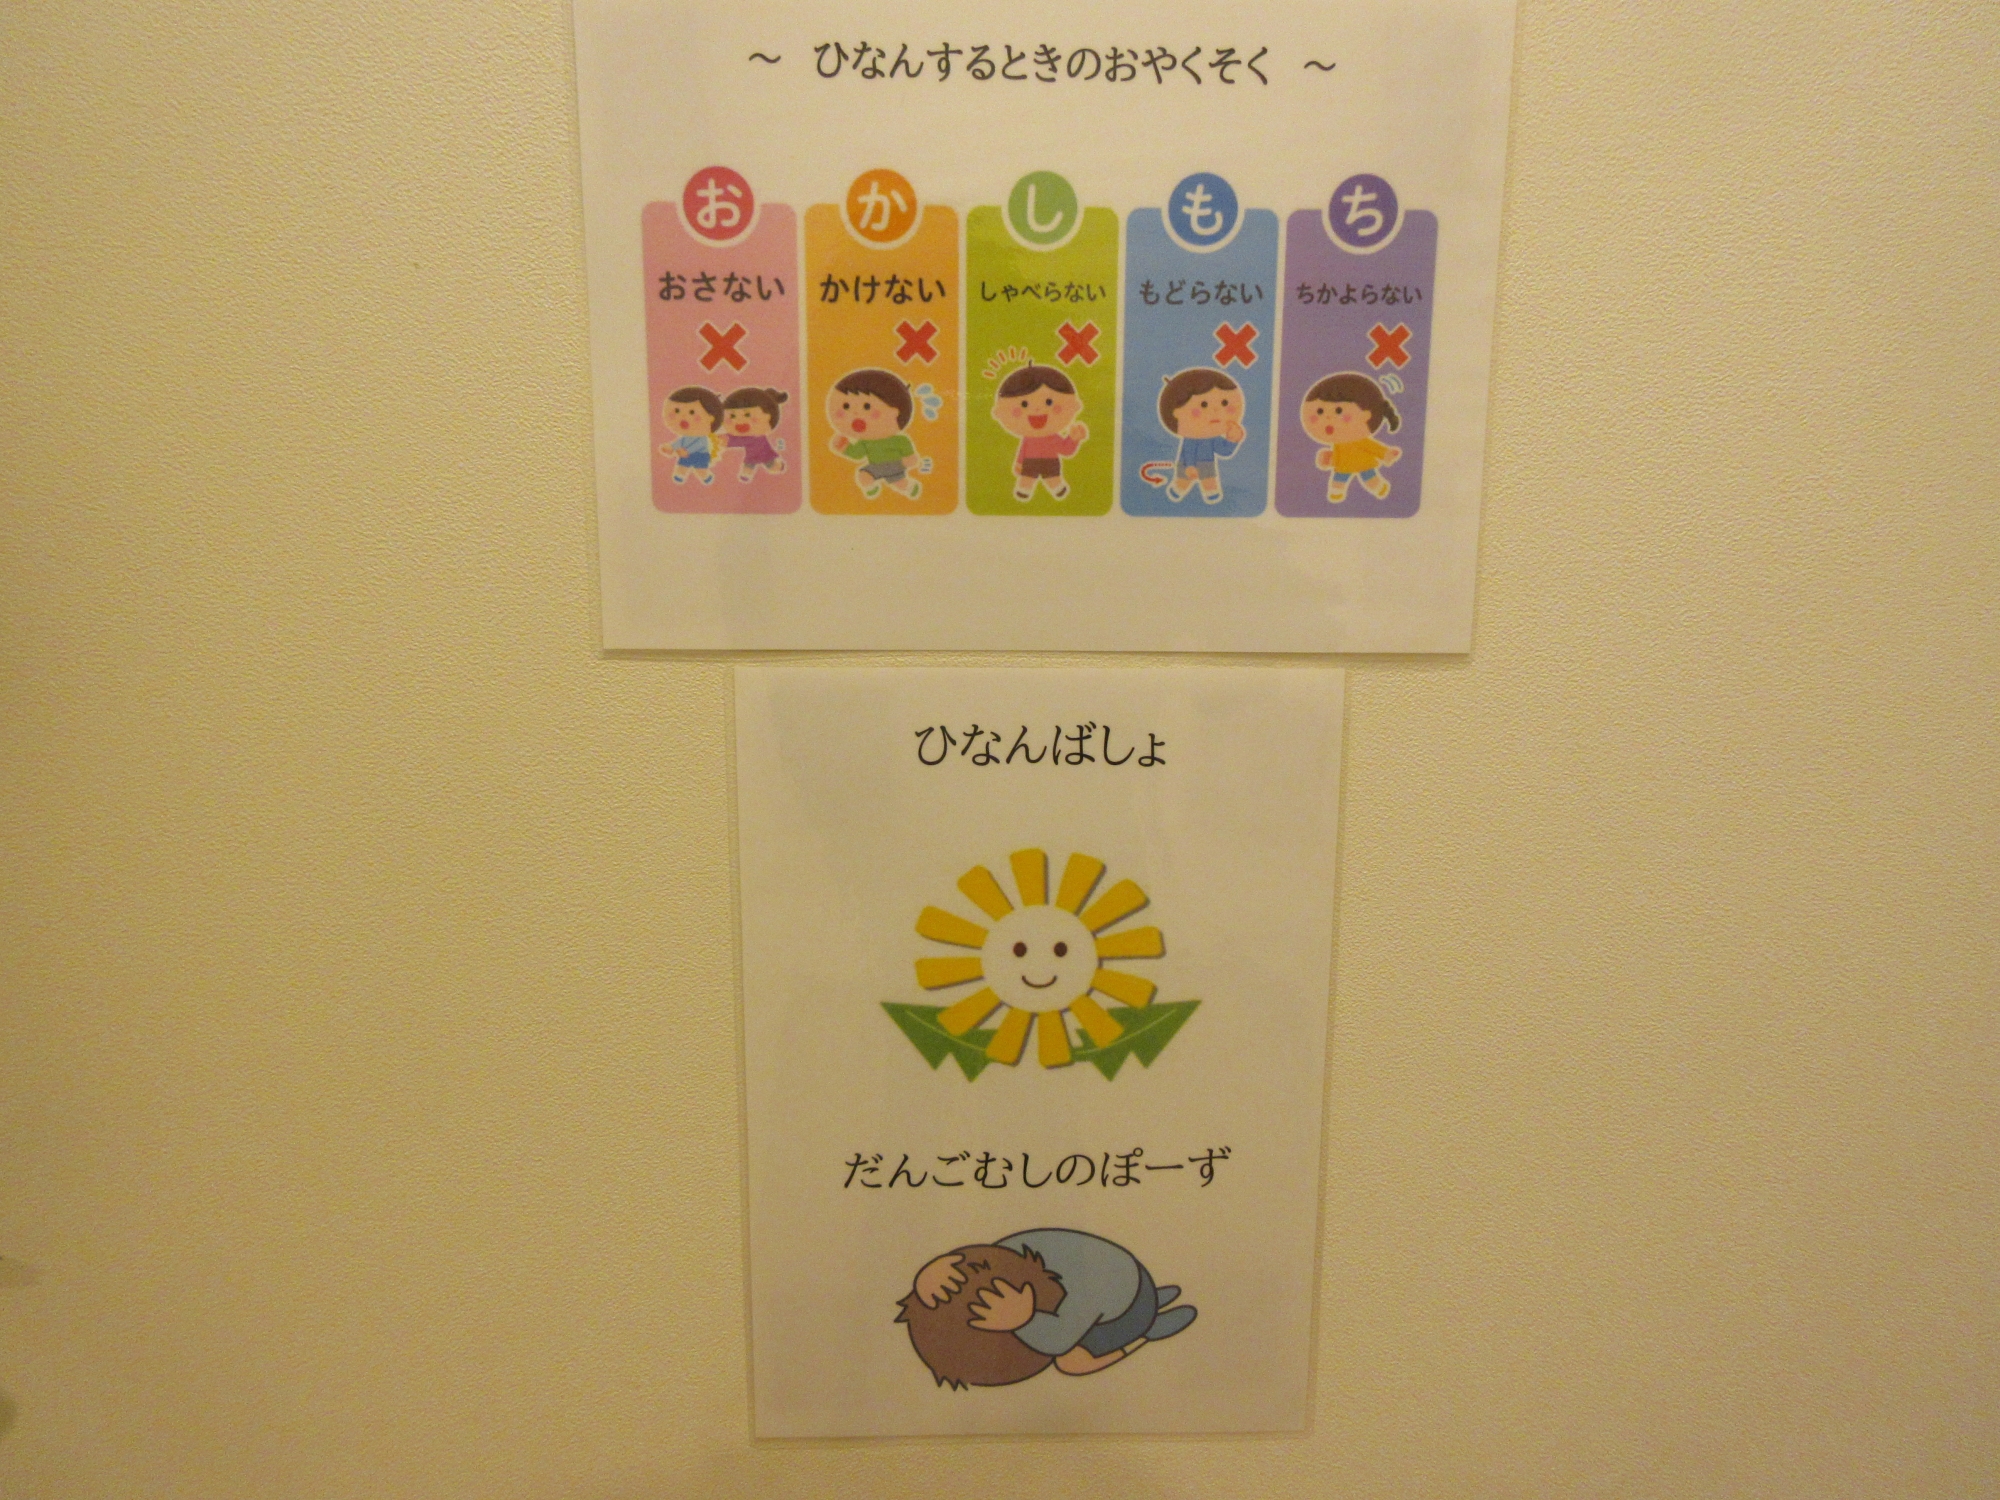 ～ ひなんするときのおやくそく ～
お か し も ち
おさない かけない しゃべらない もどらない ちかよらない
ひなんばしょ
だんごむしのぽーず